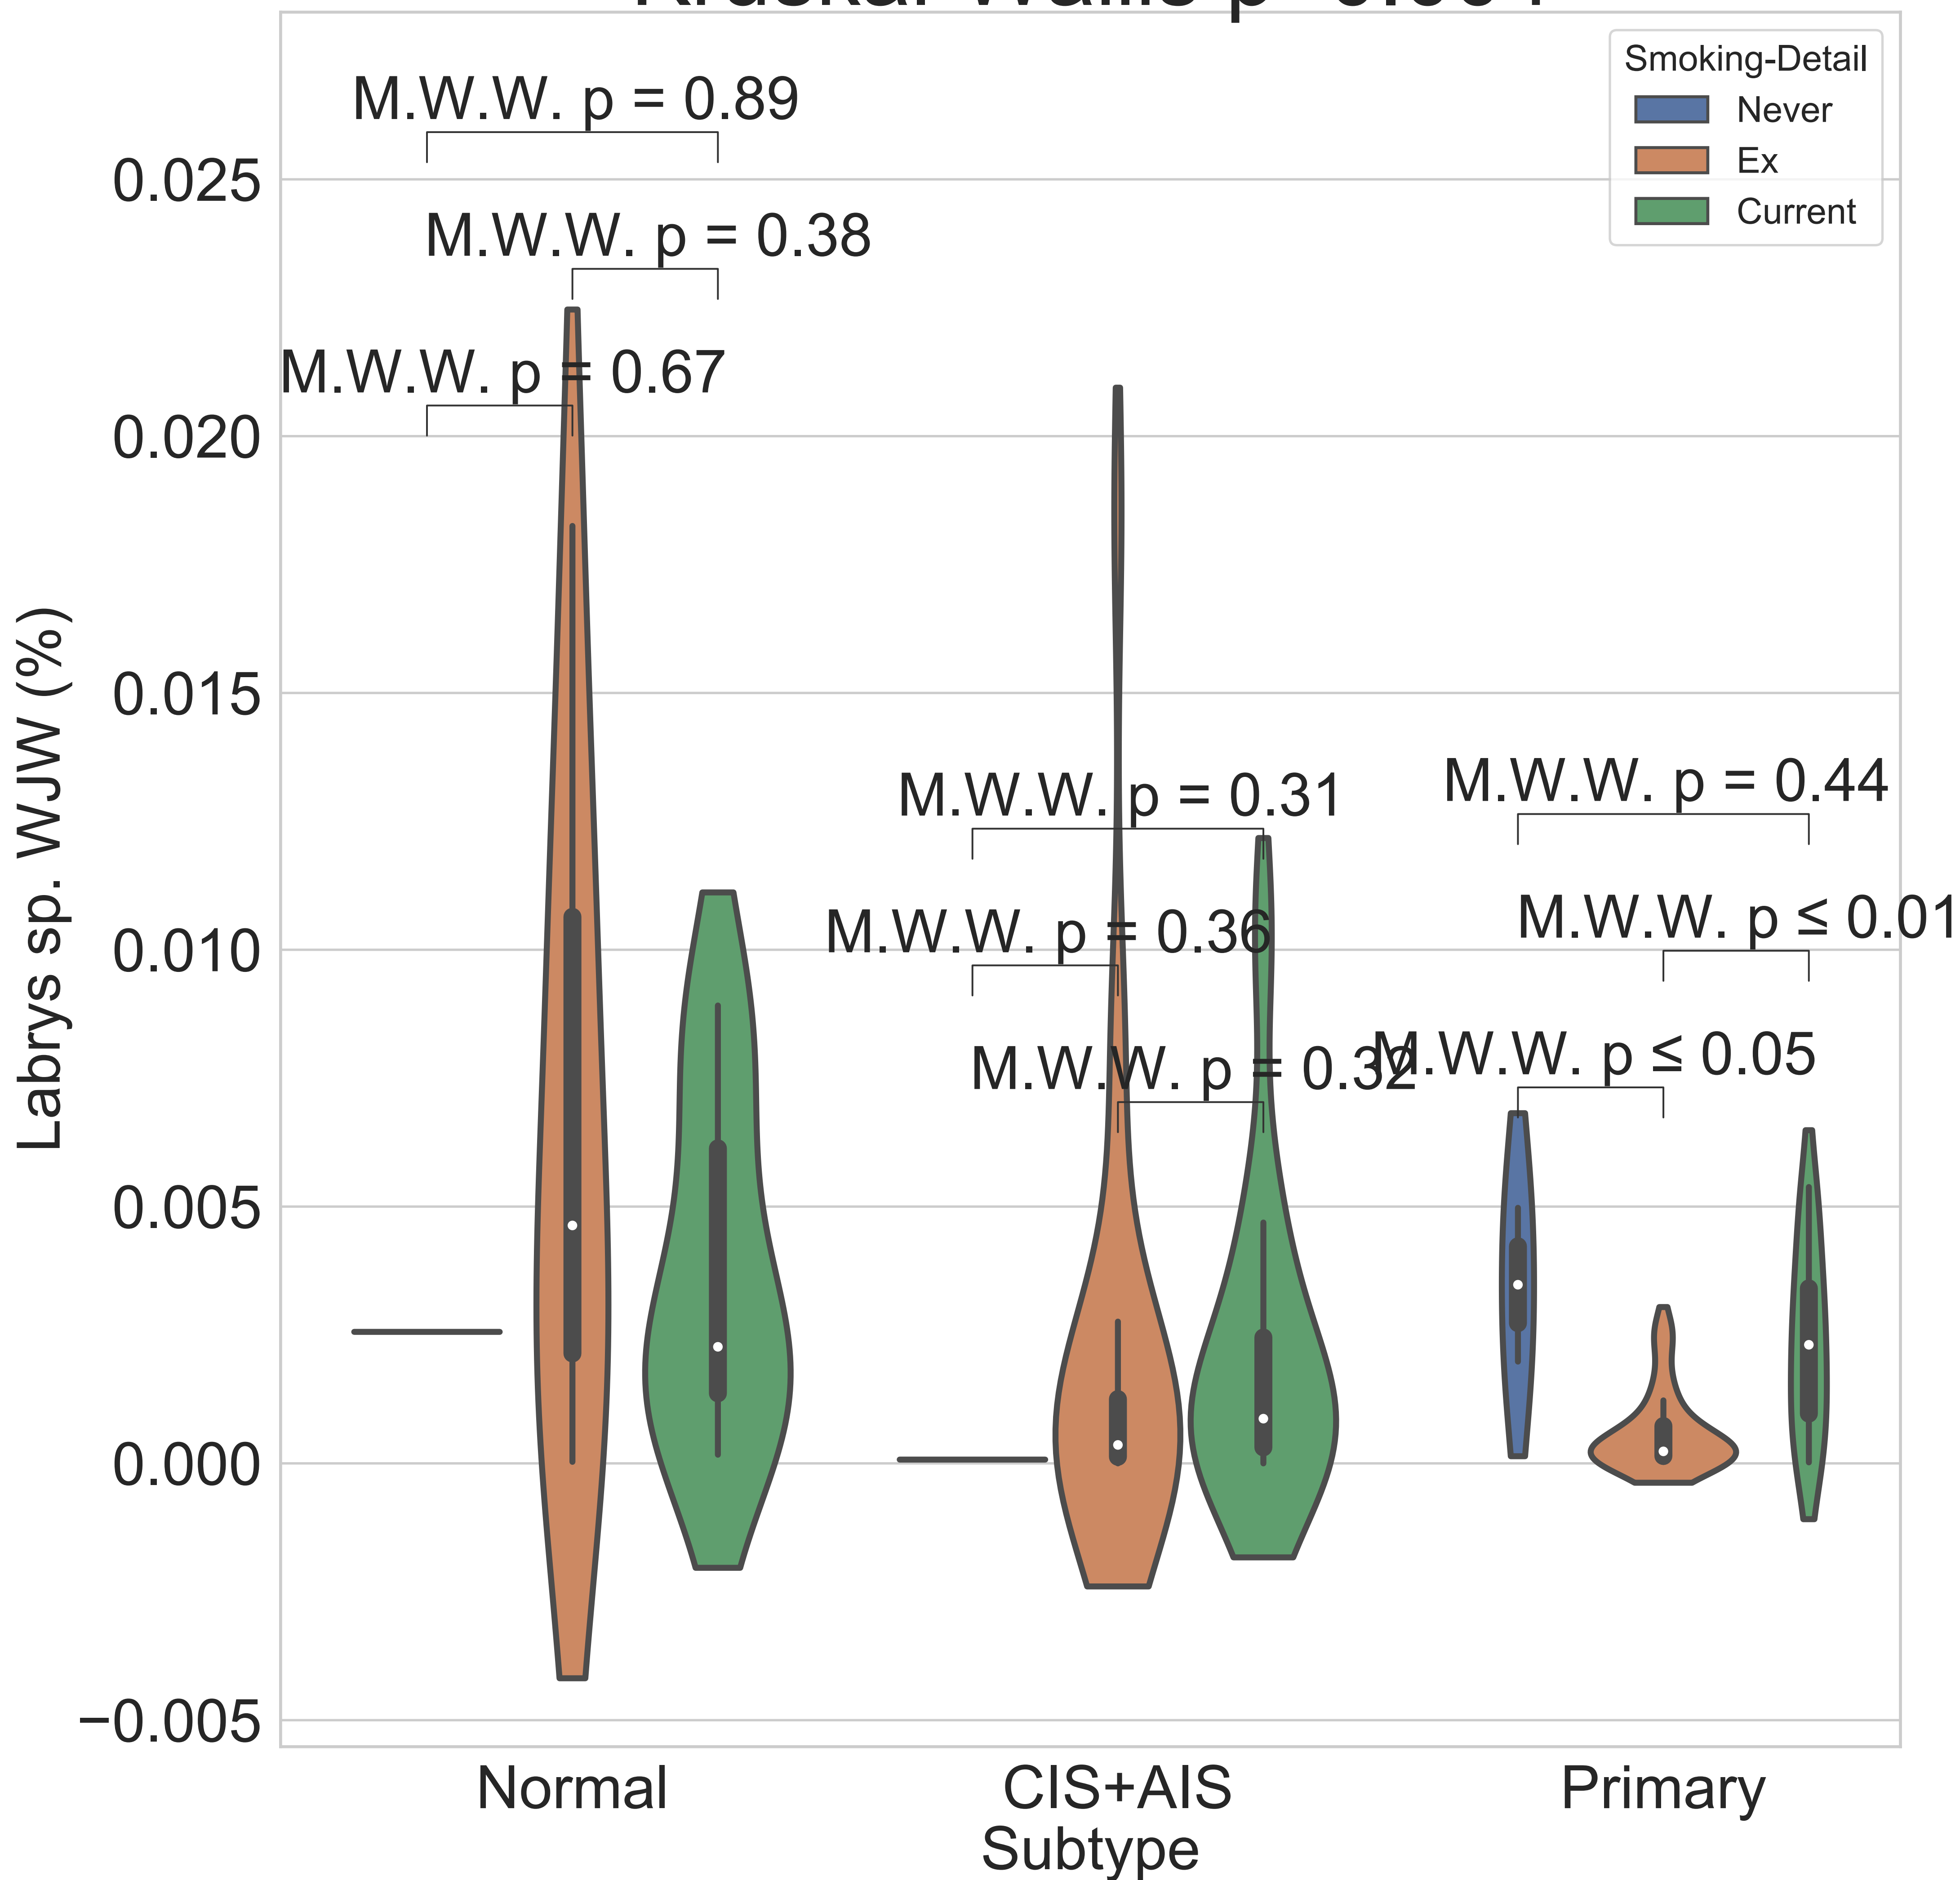 Smoking-Detail
Never
Ex
Current
M.W.W. p = 0.89
M.W.W. p = 0.38
M.W.W. p = 0.67
M.W.W. p = 0.31
M.W.W. p = 0.36
M.W.W. p = 0.32
M.W.W. p = 0.44
M.W.W. p ≤ 0.01
M.W.W. p ≤ 0.05
Labrys sp. WJW (%)
0.025
0.020
0.015
0.010
0.005
0.000
−0.005
Normal
CIS+AIS
Primary
Subtype